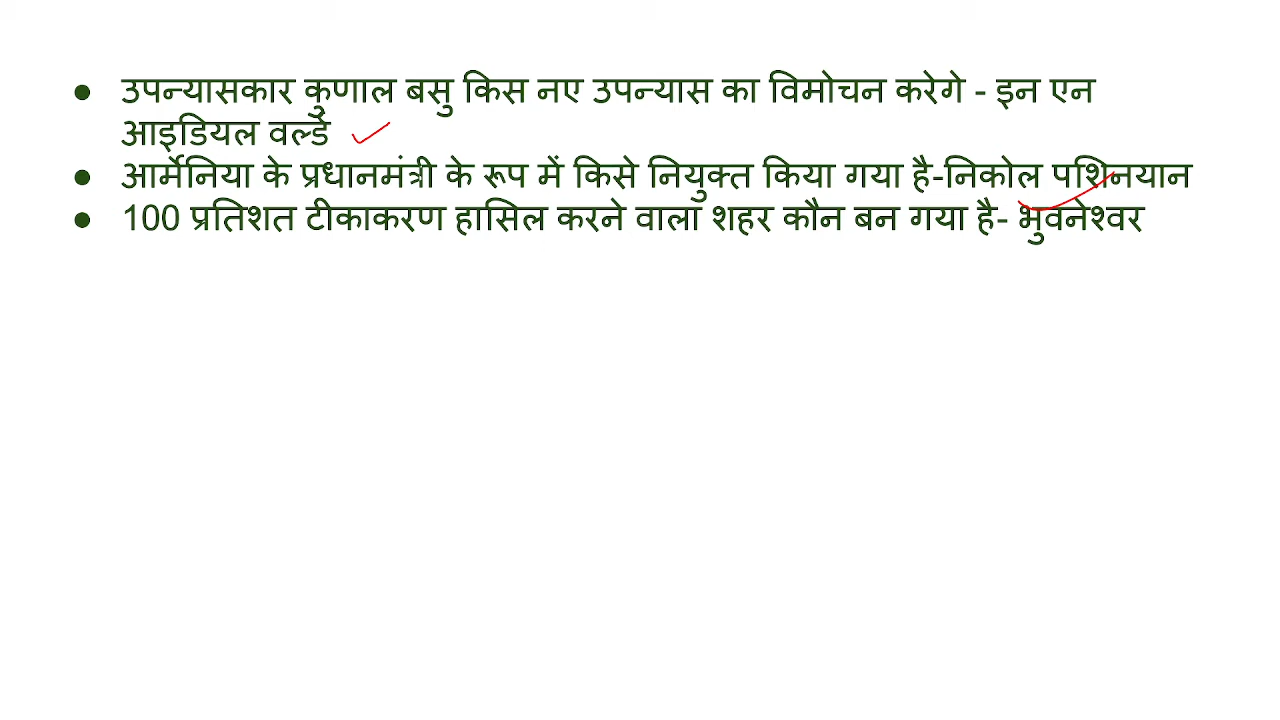 ● उपन्यासकार कुणाल बसु किस नए उपन्यास का विमोचन करेगे - इन एन
आइडियल वर्ल्ड
● आर्मेनिया के प्रधानमंत्री के रूप में किसे नियुक्त किया गया है-निकोल पशिनयान
● 100 प्रतिशत टीकाकरण हासिल करने वाला शहर कौन बन गया है- भुवनेश्वर